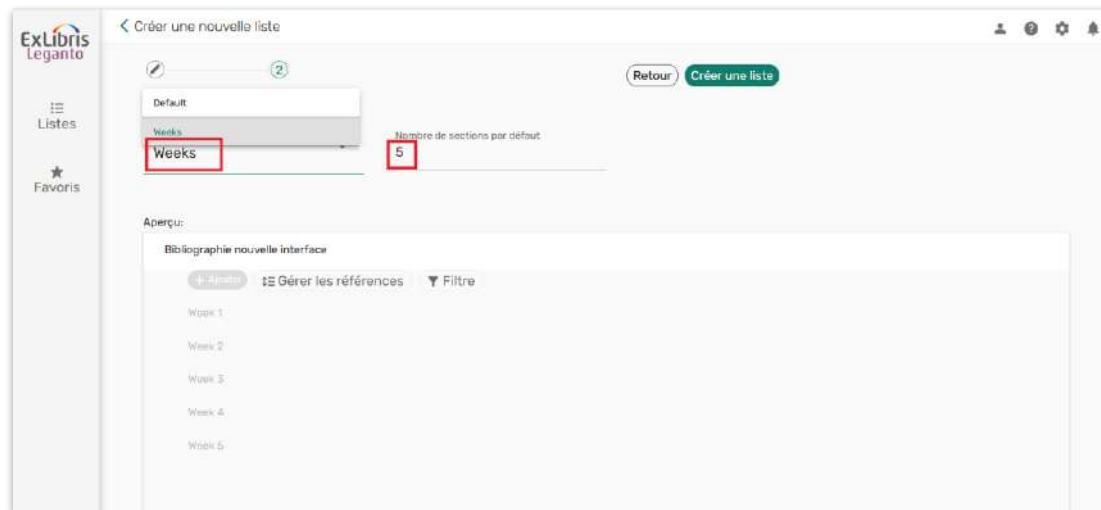 ExLibris
Leganto
Créer une nouvelle liste
2
Retour
Créer une liste
Listes
Default
Weeks
Weeks
Nombre de sections par défaut
5
Favoris
Aperçu:
Bibliographie nouvelle interface
+ Ajouter
Gérer les références
Filtre
Week 1
Week 2
Week 3
Week 4
Week 5